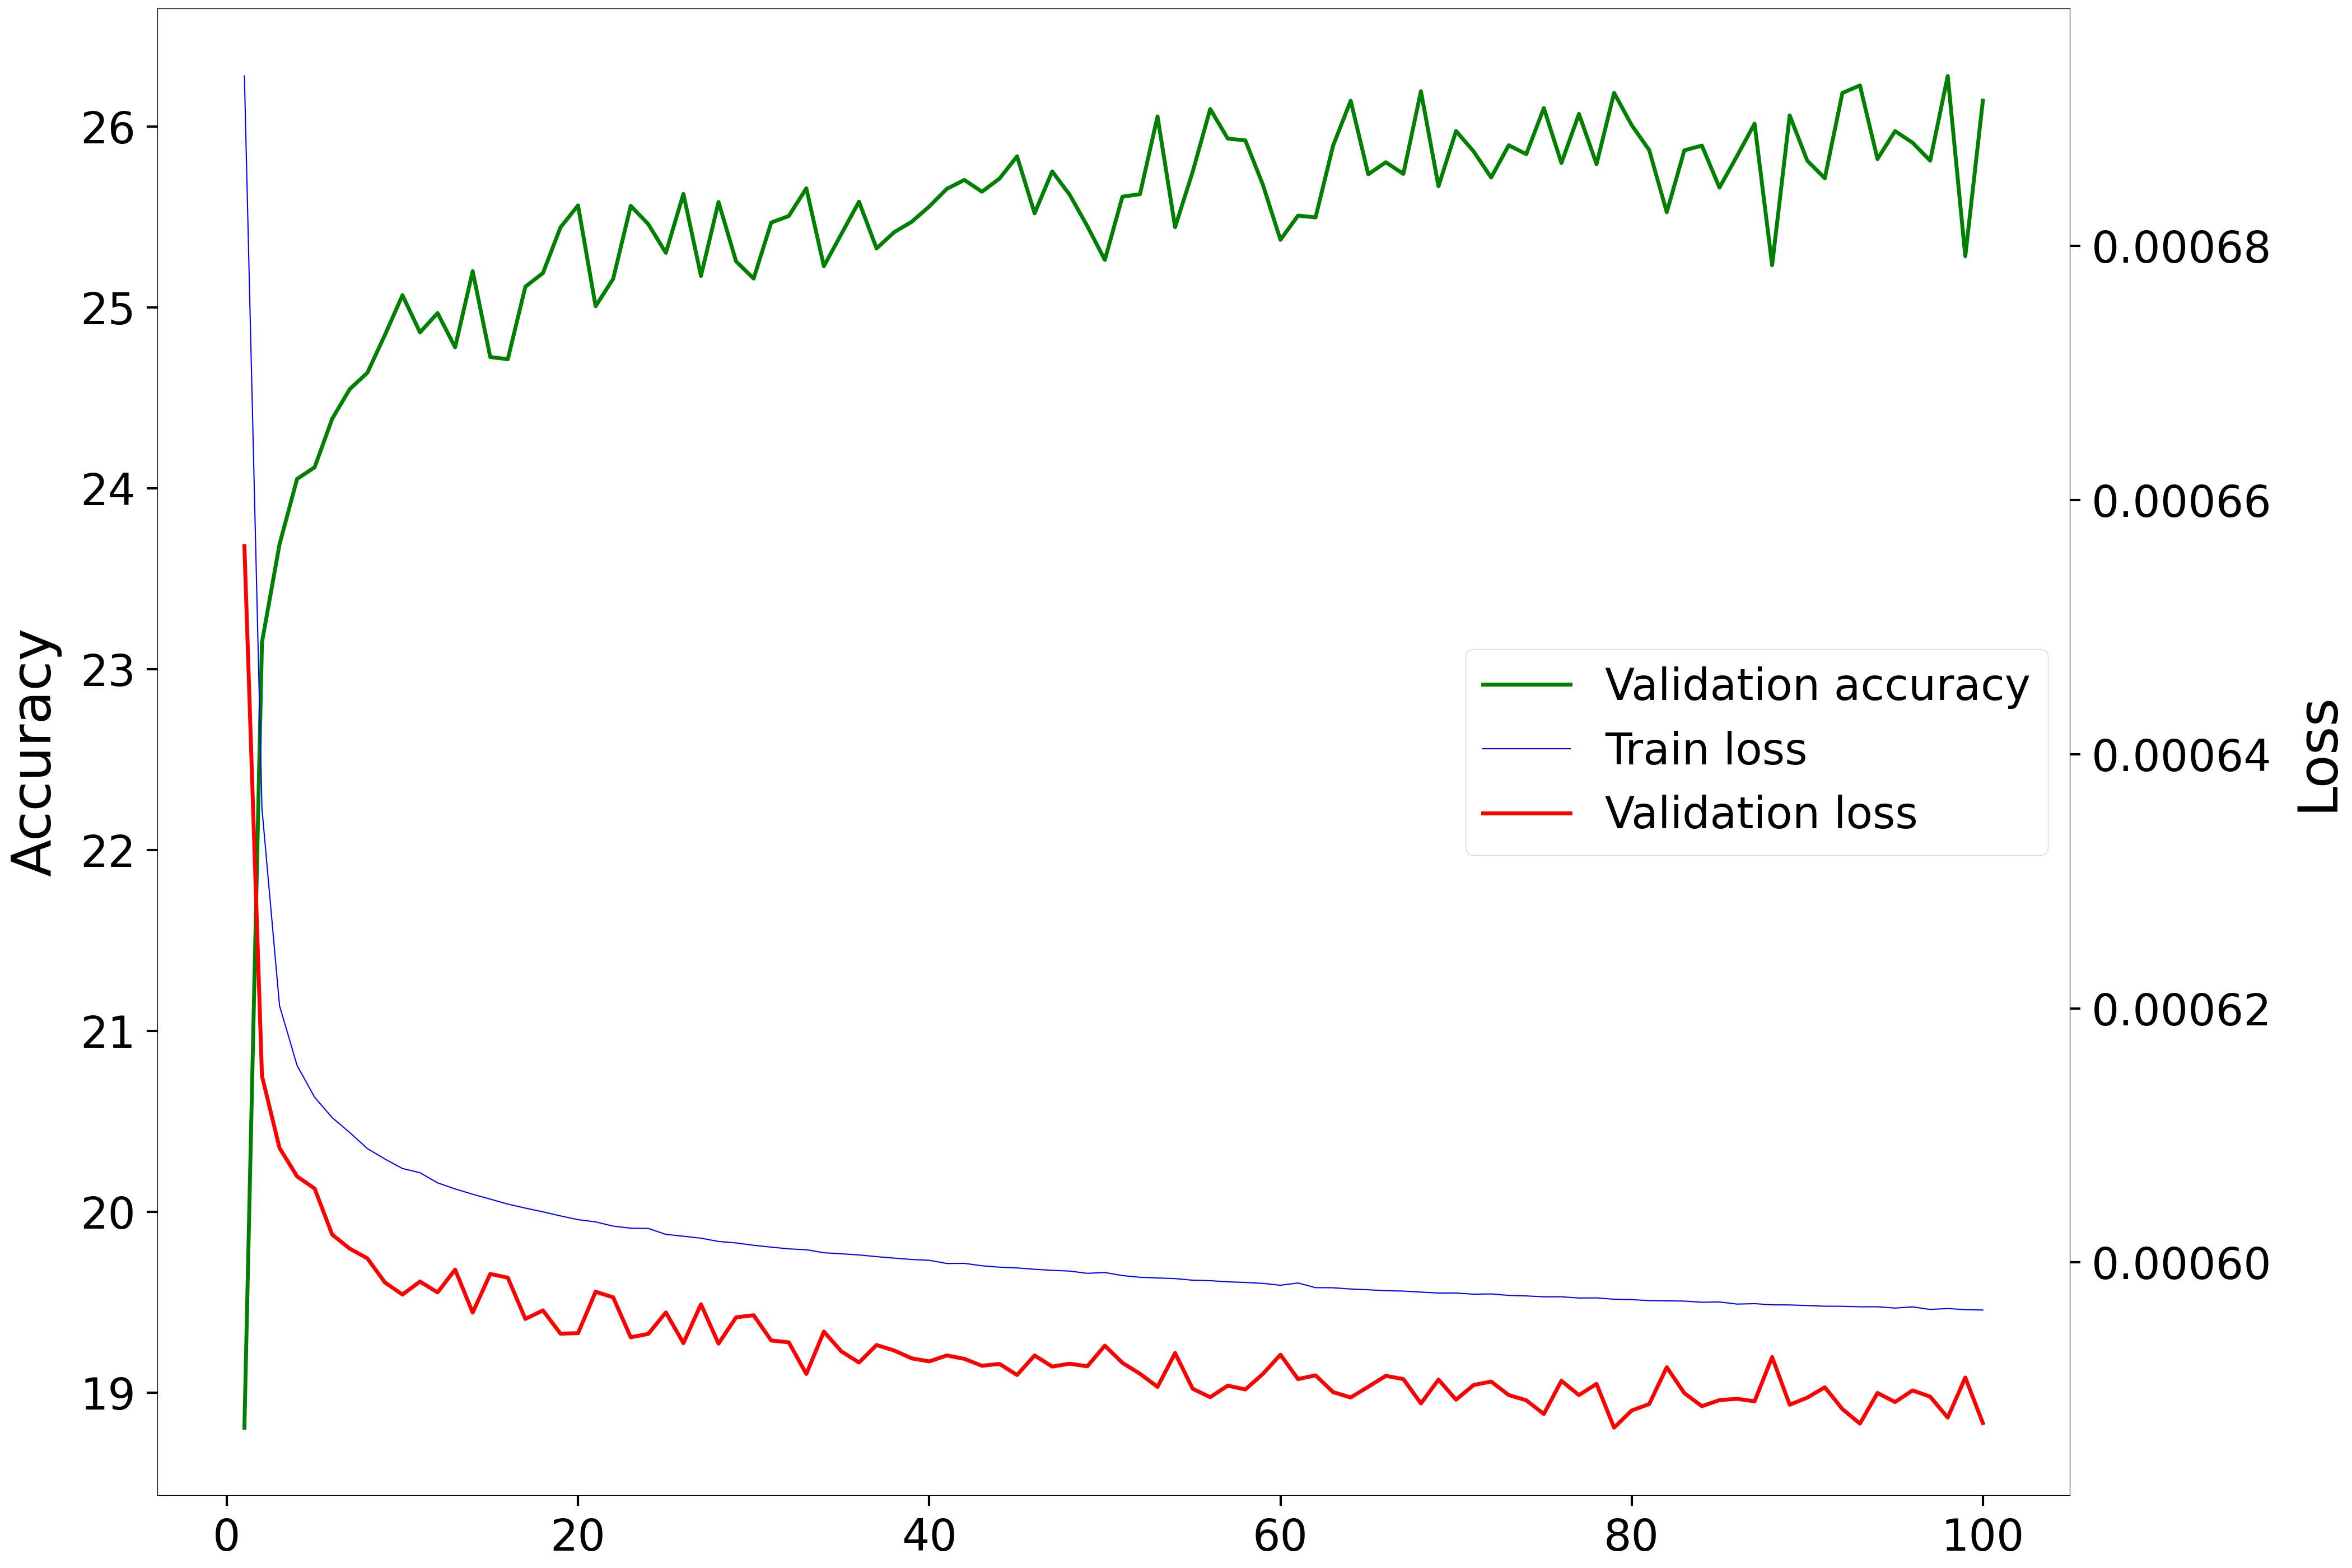 Accuracy
26
25
24
23
22
21
20
19
0 20 40 60 80 100
Validation accuracy
Train loss
Validation loss
0.00068
0.00066
0.00064
0.00062
0.00060
Loss